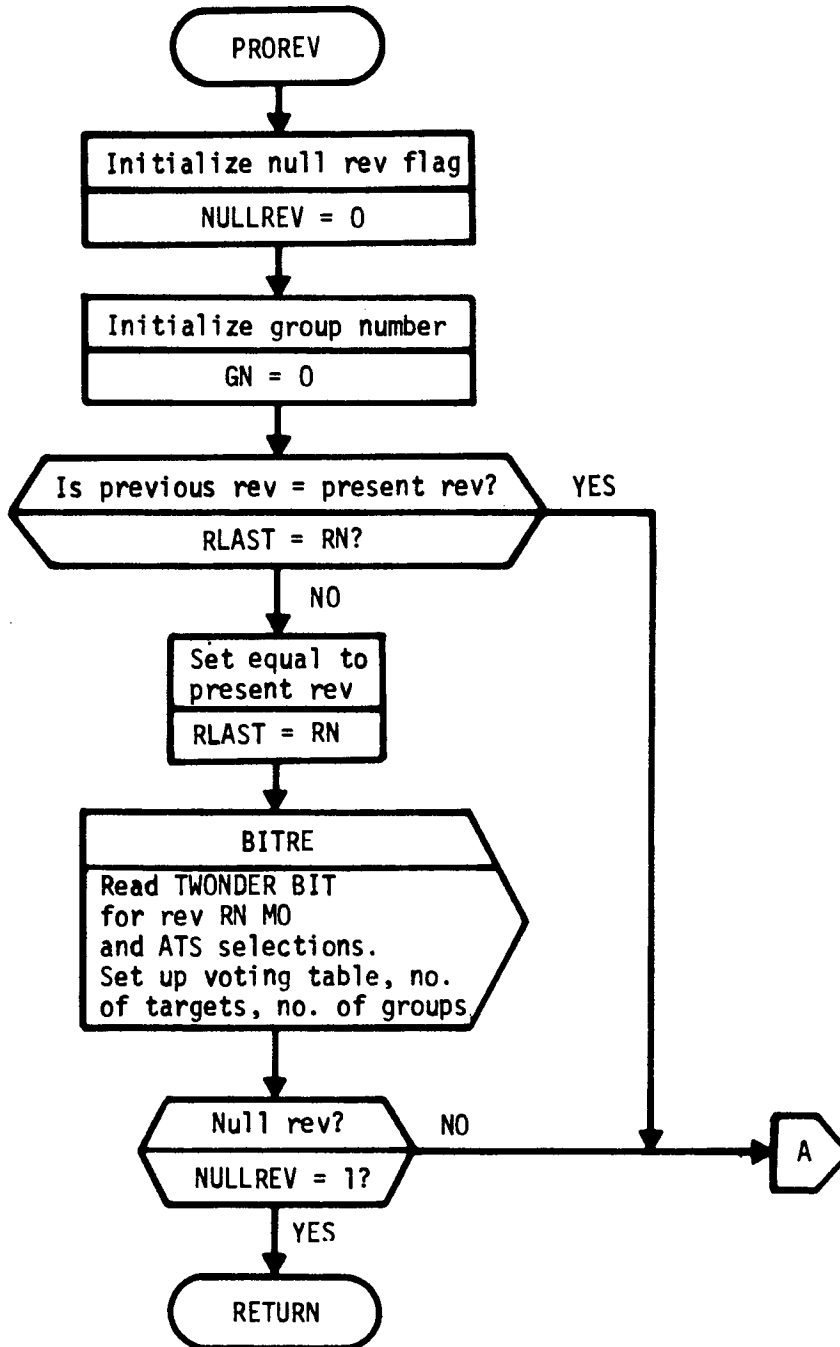 PROREV
Initialize null rev flag
NULLREV = 0
Initialize group number
GN = 0
Is previous rev = present rev?
YES
RLAST = RN?
NO
Set equal to
present rev
RLAST = RN
BITRE
Read TWONDER BIT
for rev RN MO
and ATS selections.
Set up voting table, no.
of targets, no. of groups
Null rev?
NO
A
NULLREV = 1?
YES
RETURN